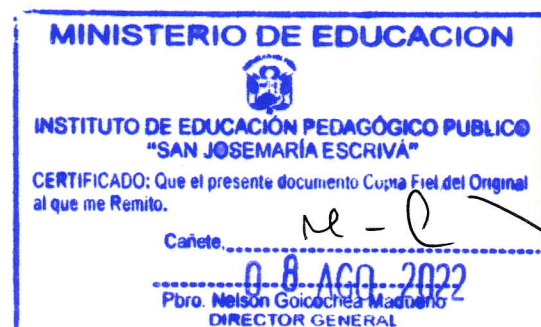 MINISTERIO DE EDUCACION
INSTITUTO DE EDUCACIÓN PEDAGÓGICO PUBLICO
"SAN JOSEMARÍA ESCRIVÁ"
CERTIFICADO: Que el presente documento Copia Fiel del Original
al que me Remito.
Cañete,
08 AGO 2022
Pbro. Nelson Goicochea Madueño
DIRECTOR GENERAL